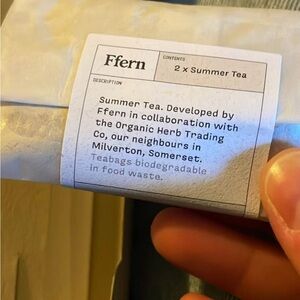 Ffern
CONTENTS
2 x Summer Tea
DESCRIPTION
Summer Tea. Developed by
Ffern in collaboration with
the Organic Herb Trading
Co, our neighbours in
Milverton, Somerset.
Teabags biodegradable
in food waste.